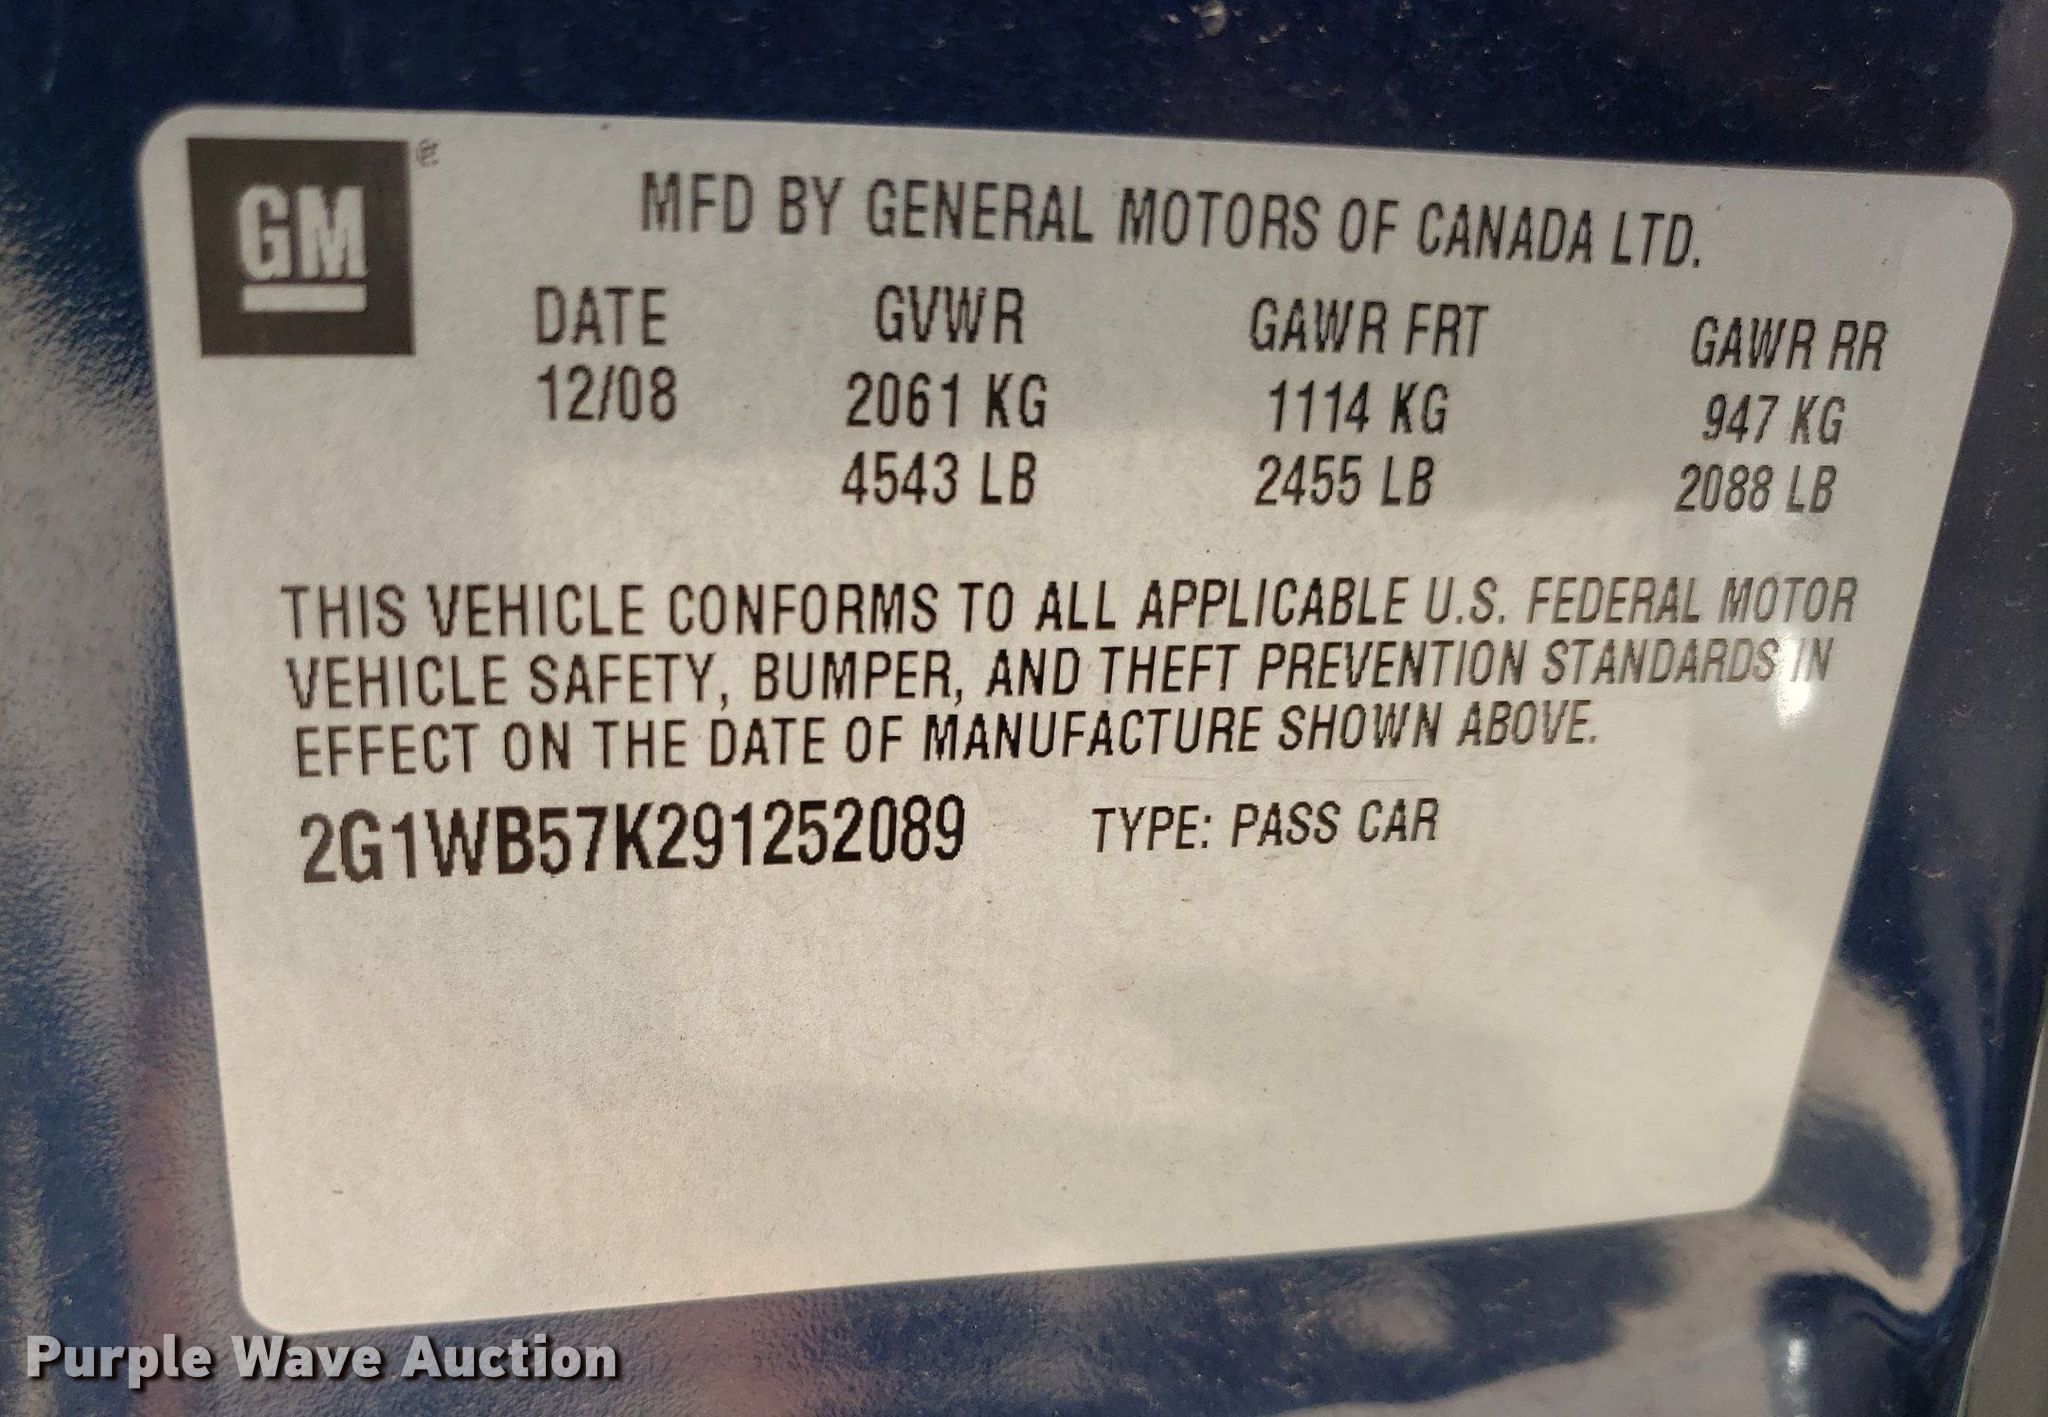 GM
MFD BY GENERAL MOTORS OF CANADA LTD.
DATE GVWR GAWR FRT GAWR RR
12/08 2061 KG 1114 KG 947 KG
4543 LB 2455 LB 2088 LB
THIS VEHICLE CONFORMS TO ALL APPLICABLE U.S. FEDERAL MOTOR
VEHICLE SAFETY, BUMPER, AND THEFT PREVENTION STANDARDS IN
EFFECT ON THE DATE OF MANUFACTURE SHOWN ABOVE.
2G1WB57K291252089 TYPE: PASS CAR
Purple Wave Auction